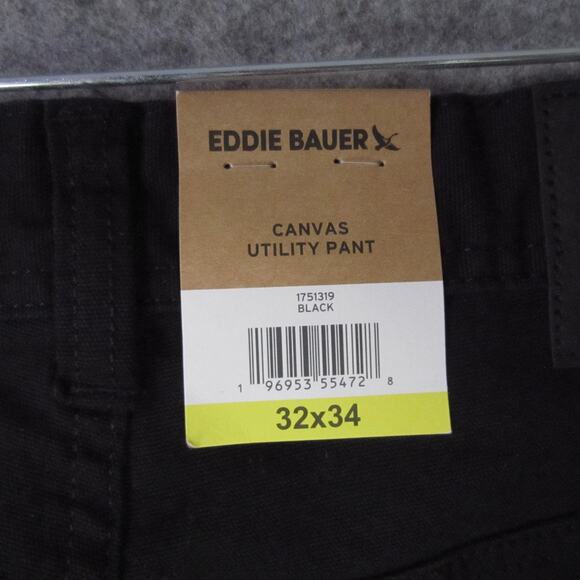 EDDIE BAUER
CANVAS
UTILITY PANT
1751319
BLACK
1 96953 55472 8
32x34